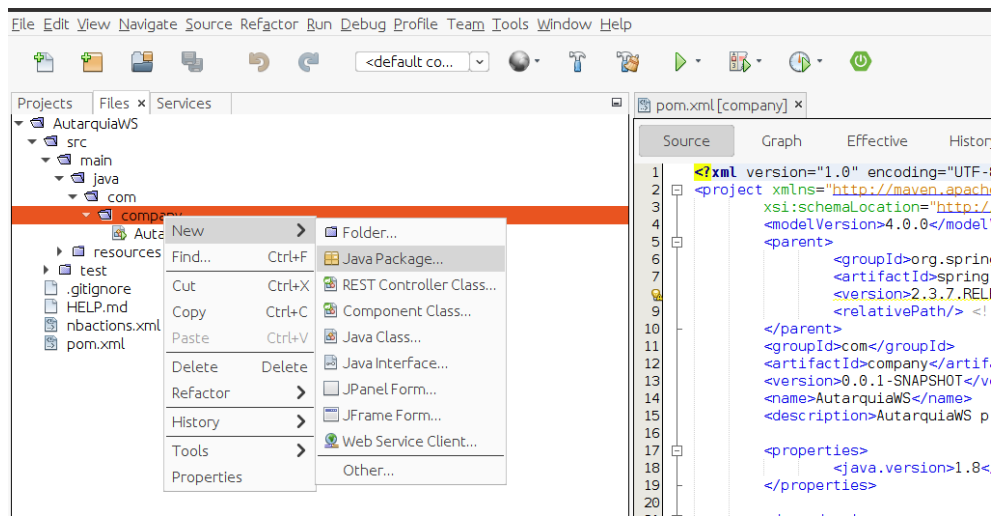 File Edit View Navigate Source Refactor Run Debug Profile Team Tools Window Help
<default co...
Projects Files × Services
pom.xml [company] ×
AutarquiaWS
src
main
java
com
company
Auta
resources
test
.gitignore
HELP.md
nbactions.xml
pom.xml
New
Find... Ctrl+F
Cut Ctrl+X
Copy Ctrl+C
Paste Ctrl+V
Delete Delete
Refactor
History
Tools
Properties
Folder...
Java Package...
REST Controller Class...
Component Class...
Java Class...
Java Interface...
JPanel Form...
JFrame Form...
Web Service Client...
Other...
Source Graph Effective History
1 <?xml version="1.0" encoding="UTF-8
2 <project xmlns="http://maven.apache
3 xsi:schemaLocation="http:/
4 <modelVersion>4.0.0</model
5 <parent>
6 <groupId>org.spring
7 <artifactId>spring
<version>2.3.7.RELE
9 <relativePath/> <!
10 </parent>
11 <groupId>com</groupId>
12 <artifactId>company</artifa
13 <version>0.0.1-SNAPSHOT</ve
14 <name>AutarquiaWS</name>
15 <description>AutarquiaWS p
16
17 <properties>
18 <java.version>1.8<
19 </properties>
20